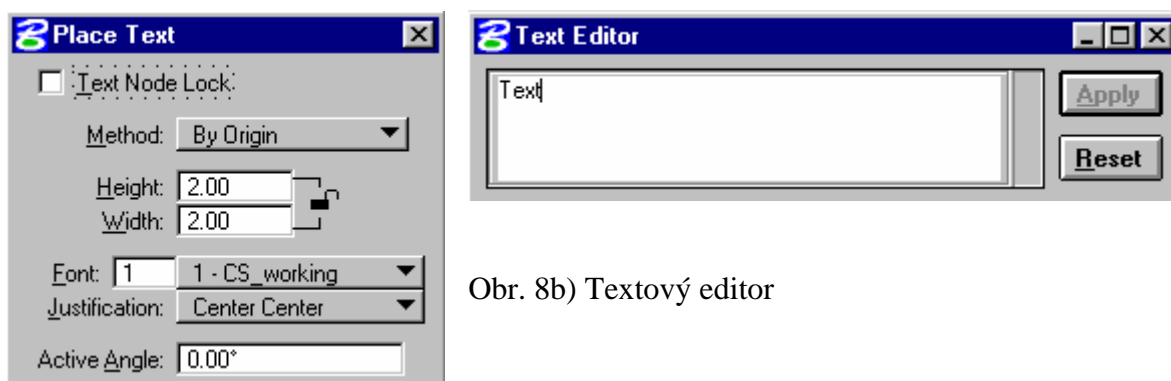 Place Text
Text Node Lock
Method: By Origin
Height: 2.00
Width: 2.00
Font: 1 1 - CS_working
Justification: Center Center
Active Angle: 0.00°
Text Editor
Text
Apply
Reset
Obr. 8b) Textový editor